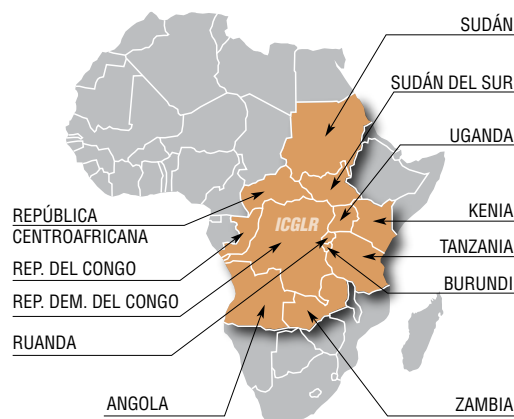 SUDÁN
SUDÁN DEL SUR
UGANDA
KENIA
TANZANIA
BURUNDI
ZAMBIA
ICGLR
REPÚBLICA
CENTROAFRICANA
REP. DEL CONGO
REP. DEM. DEL CONGO
RUANDA
ANGOLA